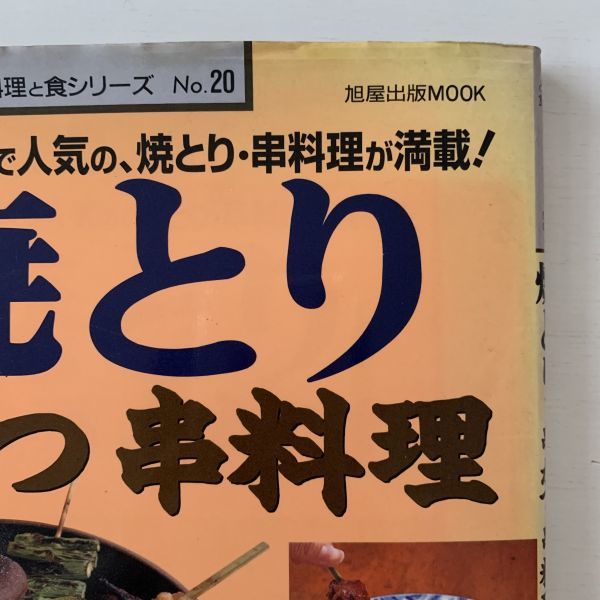 料理と食シリーズ No.20
旭屋出版MOOK
で人気の、焼とり・串料理が満載!
焼とり
つ 串料理